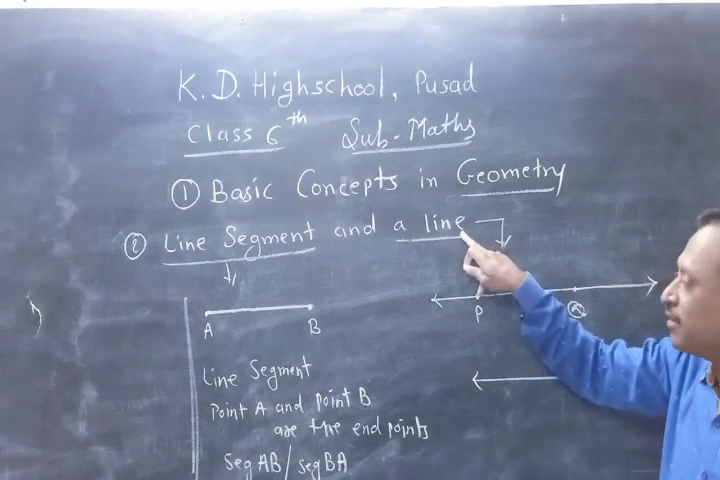 K. D. Highschool, Pusad
Class 6th Sub-Maths
① Basic Concepts in Geometry
② Line Segment and a line
A B
P Q
Line Segment
Point A and point B
are the end points
seg AB / seg BA